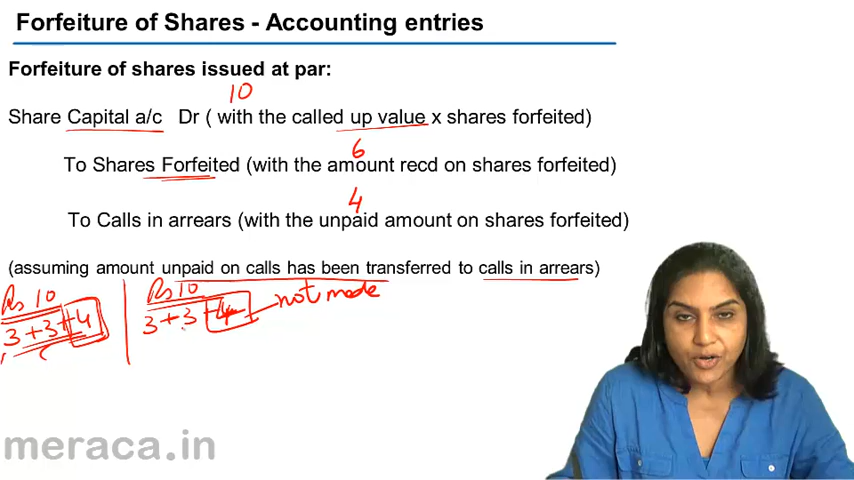 Forfeiture of Shares - Accounting entries
Forfeiture of shares issued at par:
10
Share Capital a/c Dr ( with the called up value x shares forfeited)
6
To Shares Forfeited (with the amount recd on shares forfeited)
4
To Calls in arrears (with the unpaid amount on shares forfeited)
(assuming amount unpaid on calls has been transferred to calls in arrears)
Rs 10
3+3+4
Rs 10
3+3+4 not made
meraca.in